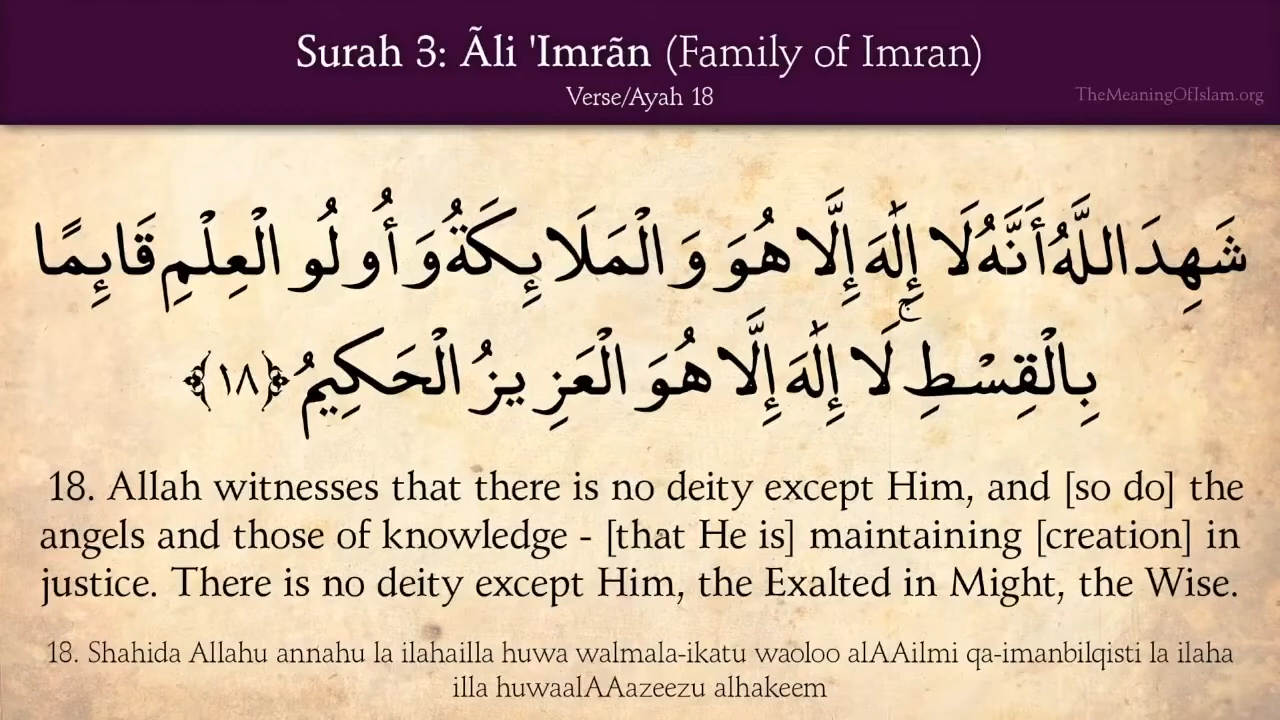 Surah 3: Ãli 'Imrãn (Family of Imran)
Verse/Ayah 18
TheMeaningOfIslam.org
شَهِدَ اللَّهُ أَنَّهُ لَا إِلَٰهَ إِلَّا هُوَ وَالْمَلَائِكَةُ وَأُولُو الْعِلْمِ قَائِمًا
بِالْقِسْطِ ۚ لَا إِلَٰهَ إِلَّا هُوَ الْعَزِيزُ الْحَكِيمُ ﴿١٨﴾
18. Allah witnesses that there is no deity except Him, and [so do] the
angels and those of knowledge - [that He is] maintaining [creation] in
justice. There is no deity except Him, the Exalted in Might, the Wise.
18. Shahida Allahu annahu la ilahailla huwa walmala-ikatu waoloo alAAilmi qa-imanbilqisti la ilaha
illa huwaalAAazeezu alhakeem